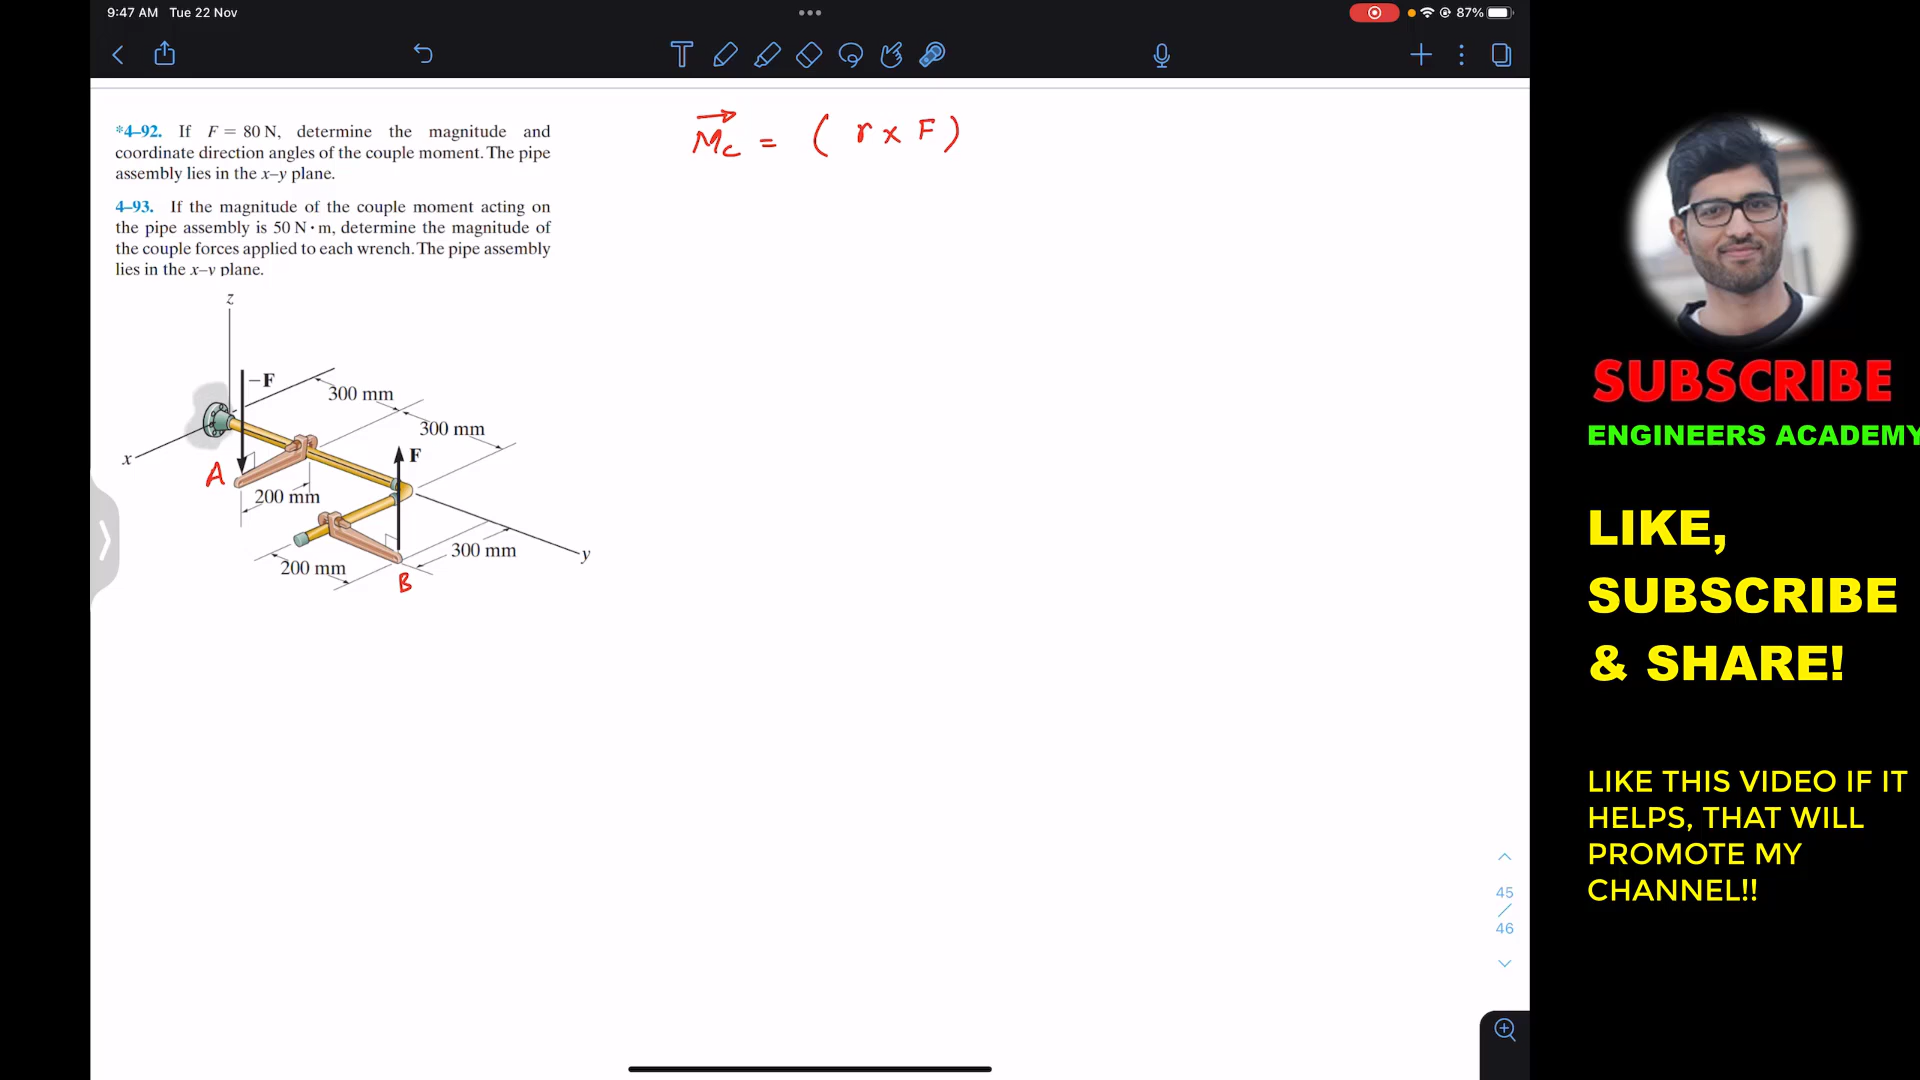 9:47 AM Tue 22 Nov
87%
*4–92. If F = 80 N, determine the magnitude and
coordinate direction angles of the couple moment. The pipe
assembly lies in the x–y plane.
4–93. If the magnitude of the couple moment acting on
the pipe assembly is 50 N · m, determine the magnitude of
the couple forces applied to each wrench. The pipe assembly
lies in the x–y plane.
Mc = ( r x F )
z
–F
300 mm
300 mm
F
x
A
200 mm
300 mm
y
200 mm
B
SUBSCRIBE
ENGINEERS ACADEMY
LIKE,
SUBSCRIBE
& SHARE!
LIKE THIS VIDEO IF IT
HELPS, THAT WILL
PROMOTE MY
CHANNEL!!
45
/
46